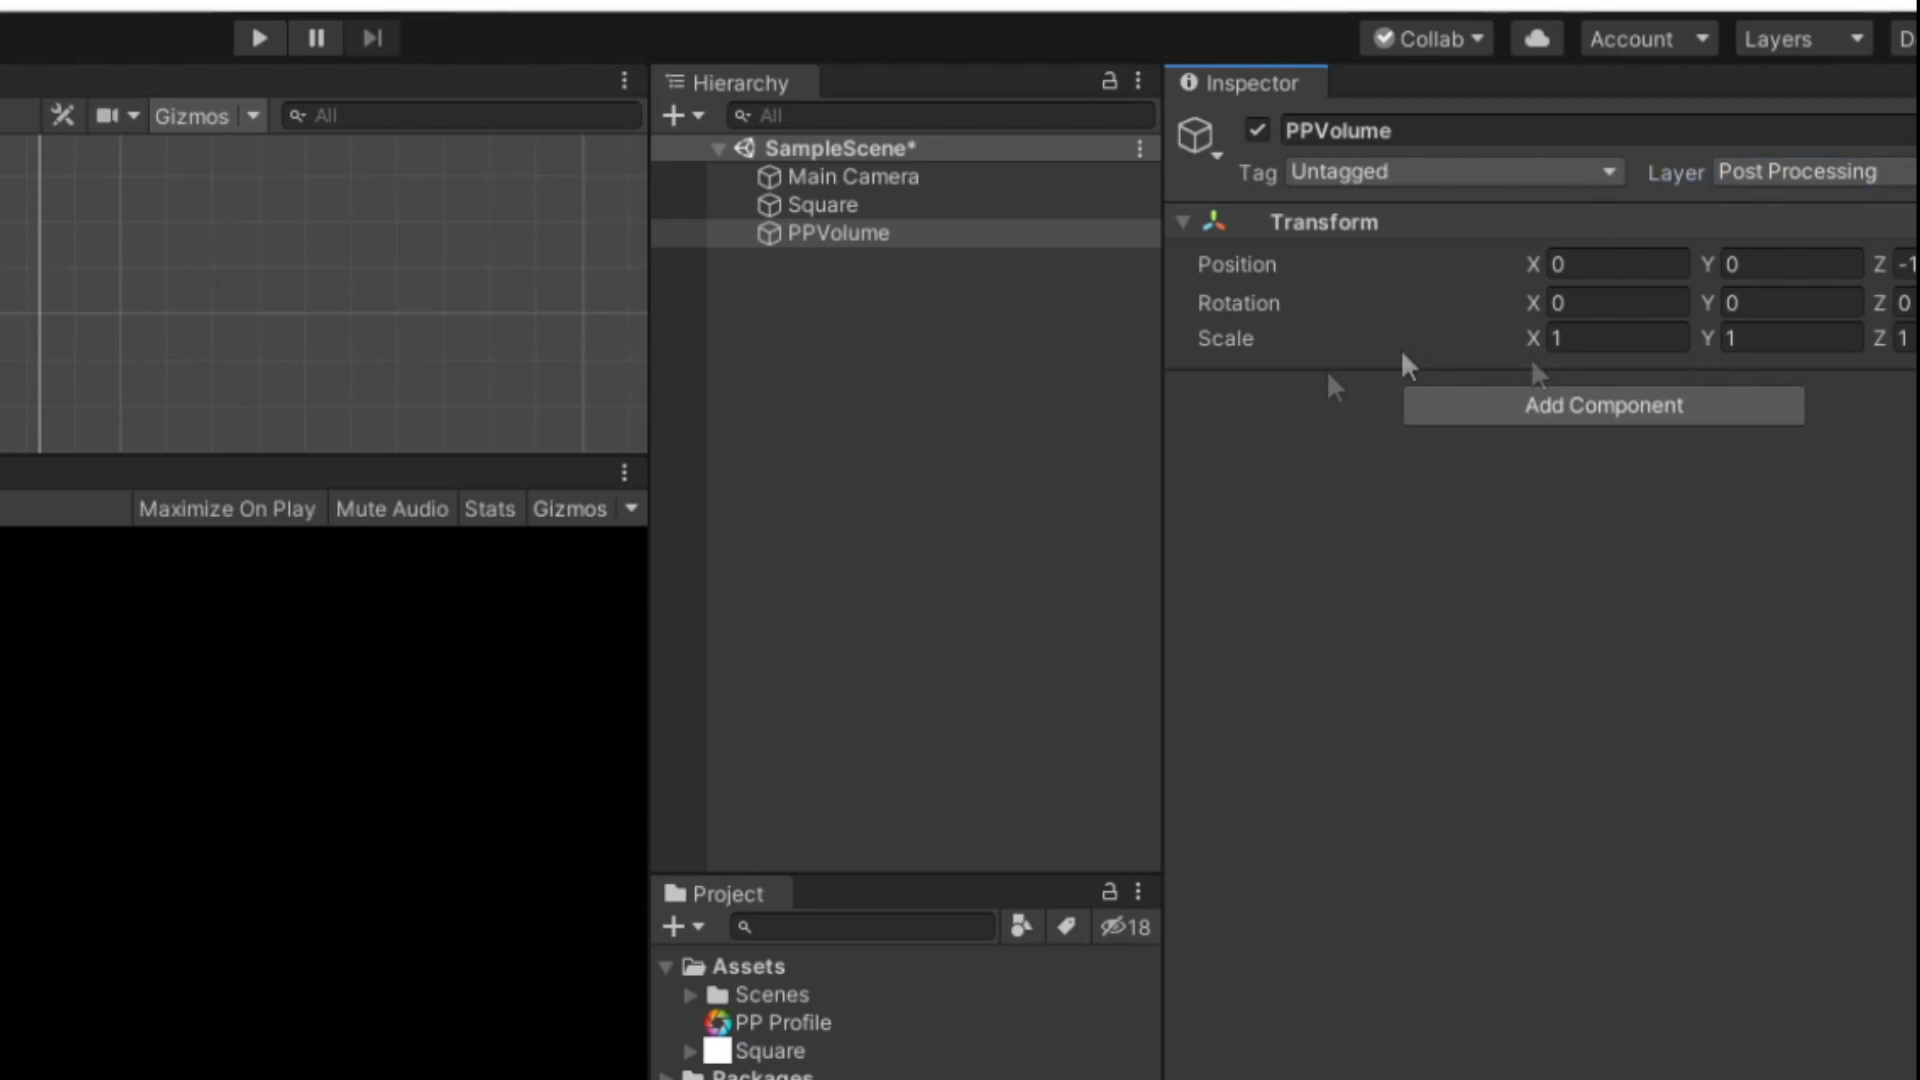 Collab
Account
Layers
D
Hierarchy
Inspector
Gizmos
All
All
PPVolume
SampleScene*
Tag Untagged
Layer Post Processing
Main Camera
Square
PPVolume
Transform
Position X 0 Y 0 Z -1
Rotation X 0 Y 0 Z 0
Scale X 1 Y 1 Z 1
Add Component
Maximize On Play Mute Audio Stats Gizmos
Project
18
Assets
Scenes
PP Profile
Square
Packages